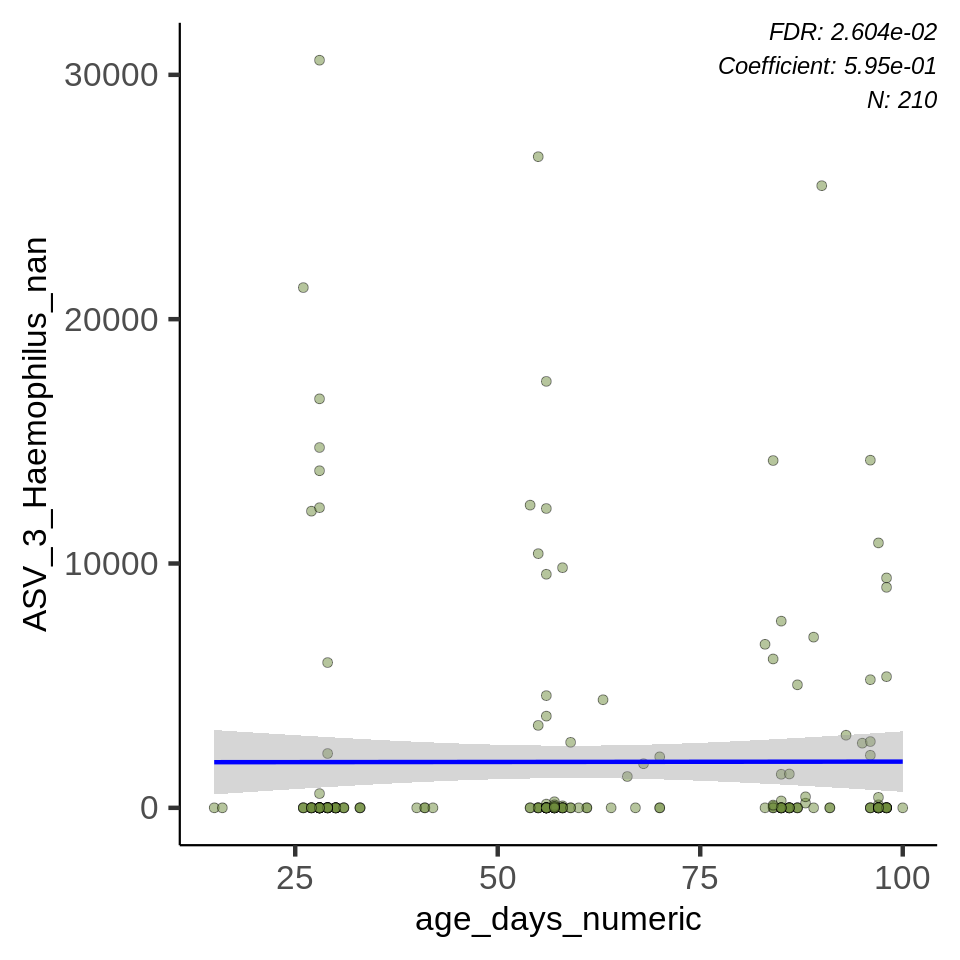 FDR: 2.604e-02
Coefficient: 5.95e-01
N: 210
ASV_3_Haemophilus_nan
30000
20000
10000
0
25
50
75
100
age_days_numeric